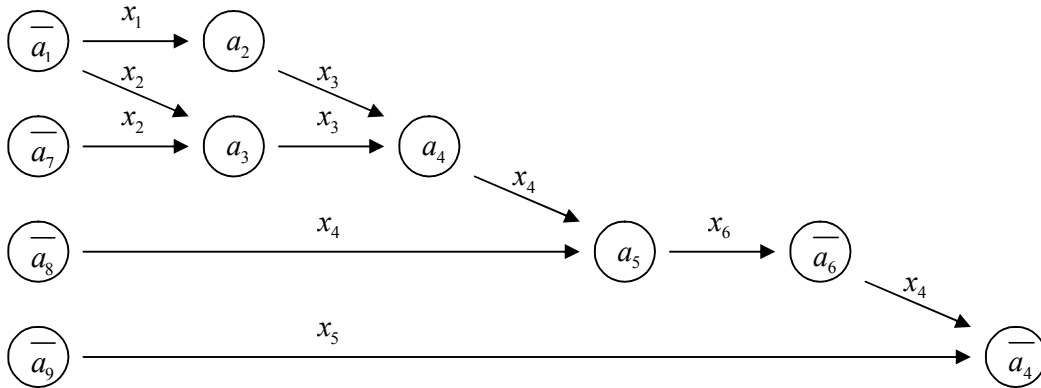 x₁
a̅₁ a₂
x₂ x₃
x₂ x₃
a̅₇ a₃ a₄
x₄
x₄ x₆
a̅₈ a₅ a̅₆
x₄
x₅
a̅₉ a̅₄